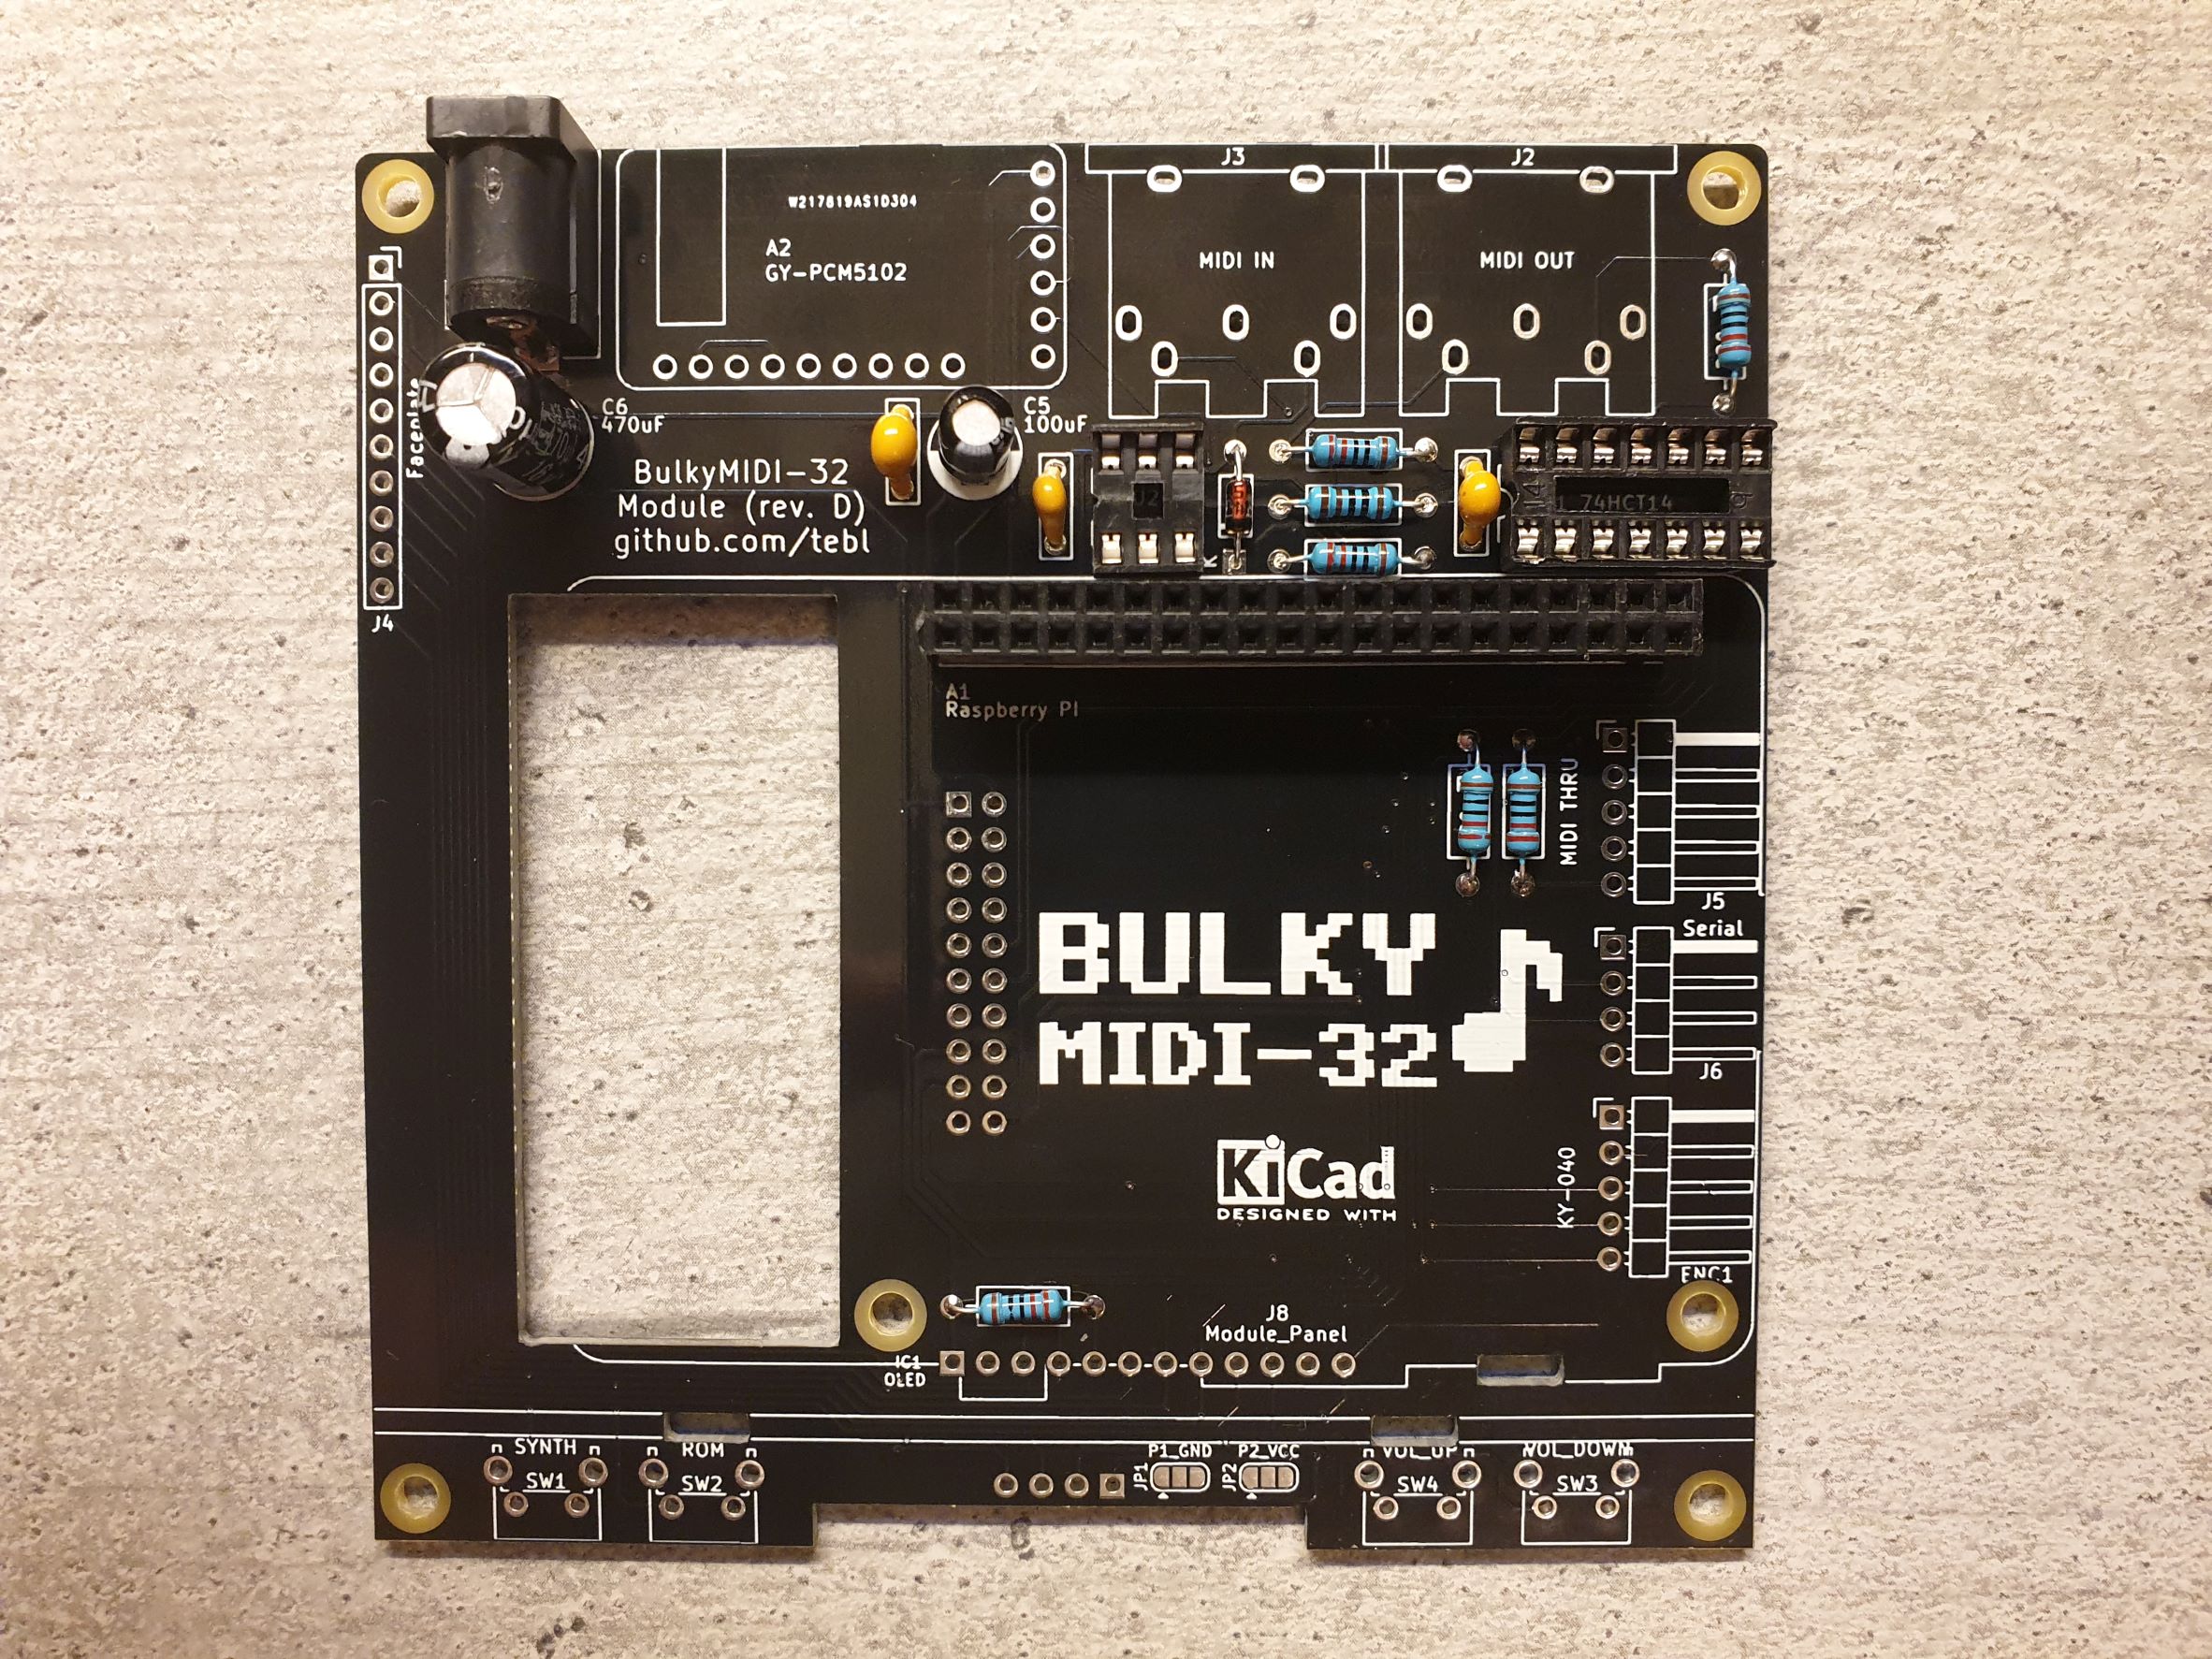 J3
J2
W217819AS1D304
A2
GY-PCM5102
MIDI IN
MIDI OUT
Faceplate
J4
C6
470uF
C5
100uF
BulkyMIDI-32
Module (rev. D)
github.com/tebl
U4
74HCT14
K
A1
Raspberry PI
MIDI THRU
J5
Serial
J6
BULKY
MIDI-32
KiCad
DESIGNED WITH
KY-040
ENC1
J8
Module_Panel
IC1
OLED
SYNTH
SW1
ROM
SW2
P1_GND
JP1
P2_VCC
JP2
VOL_UP
SW4
VOL_DOWN
SW3